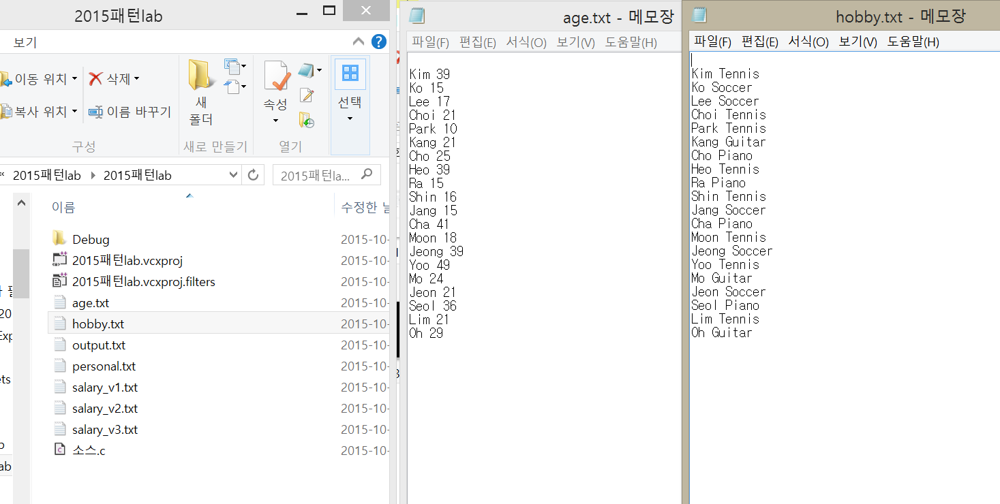 2015패턴lab
보기
이동 위치
삭제
복사 위치
이름 바꾸기
새
폴더
속성
선택
구성
새로 만들기
열기
« 2015패턴lab
2015패턴lab
2015패턴la...
이름
수정한
Debug
2015-10-
2015패턴lab.vcxproj
2015-10-
2015패턴lab.vcxproj.filters
2015-10-
age.txt
2015-10-
hobby.txt
2015-10-
output.txt
2015-10-
personal.txt
2015-10-
salary_v1.txt
2015-10-
salary_v2.txt
2015-10-
salary_v3.txt
2015-10-
소스.c
2015-10-
age.txt - 메모장
파일(F) 편집(E) 서식(O) 보기(V) 도움말(H)
Kim 39
Ko 15
Lee 17
Choi 21
Park 10
Kang 21
Cho 25
Heo 39
Ra 15
Shin 16
Jang 15
Cha 41
Moon 18
Jeong 39
Yoo 49
Mo 24
Jeon 21
Seol 36
Lim 21
Oh 29
hobby.txt - 메모장
파일(F) 편집(E) 서식(O) 보기(V) 도움말(H)
Kim Tennis
Ko Soccer
Lee Soccer
Choi Tennis
Park Tennis
Kang Guitar
Cho Piano
Heo Tennis
Ra Piano
Shin Tennis
Jang Soccer
Cha Piano
Moon Tennis
Jeong Soccer
Yoo Tennis
Mo Guitar
Jeon Soccer
Seol Piano
Lim Tennis
Oh Guitar